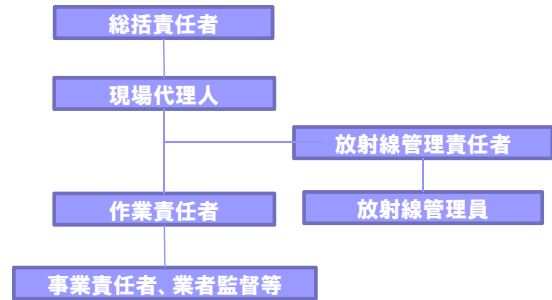 総括責任者
現場代理人
放射線管理責任者
作業責任者
放射線管理員
事業責任者、業者監督等